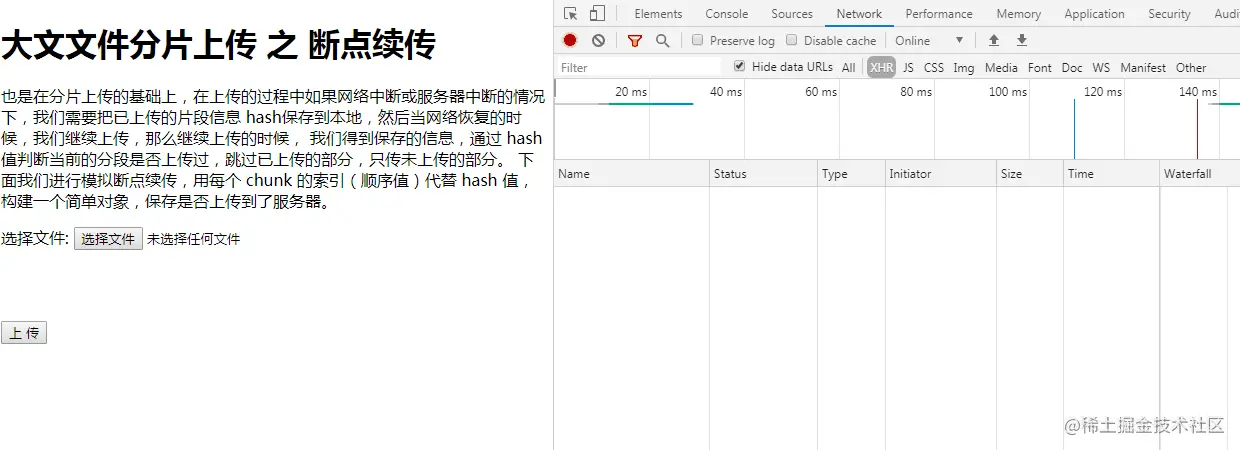 大文文件分片上传 之 断点续传
也是在分片上传的基础上，在上传的过程中如果网络中断或服务器中断的情况
下，我们需要把已上传的片段信息 hash保存到本地，然后当网络恢复的时
候，我们继续上传，那么继续上传的时候， 我们得到保存的信息，通过 hash
值判断当前的分段是否上传过，跳过已上传的部分，只传未上传的部分。 下
面我们进行模拟断点续传，用每个 chunk 的索引（顺序值）代替 hash 值，
构建一个简单对象，保存是否上传到了服务器。
选择文件: 选择文件 未选择任何文件
上 传
Elements Console Sources Network Performance Memory Application Security Audi
Preserve log Disable cache Online
Filter Hide data URLs All XHR JS CSS Img Media Font Doc WS Manifest Other
20 ms 40 ms 60 ms 80 ms 100 ms 120 ms 140 ms
Name Status Type Initiator Size Time Waterfall
@稀土掘金技术社区